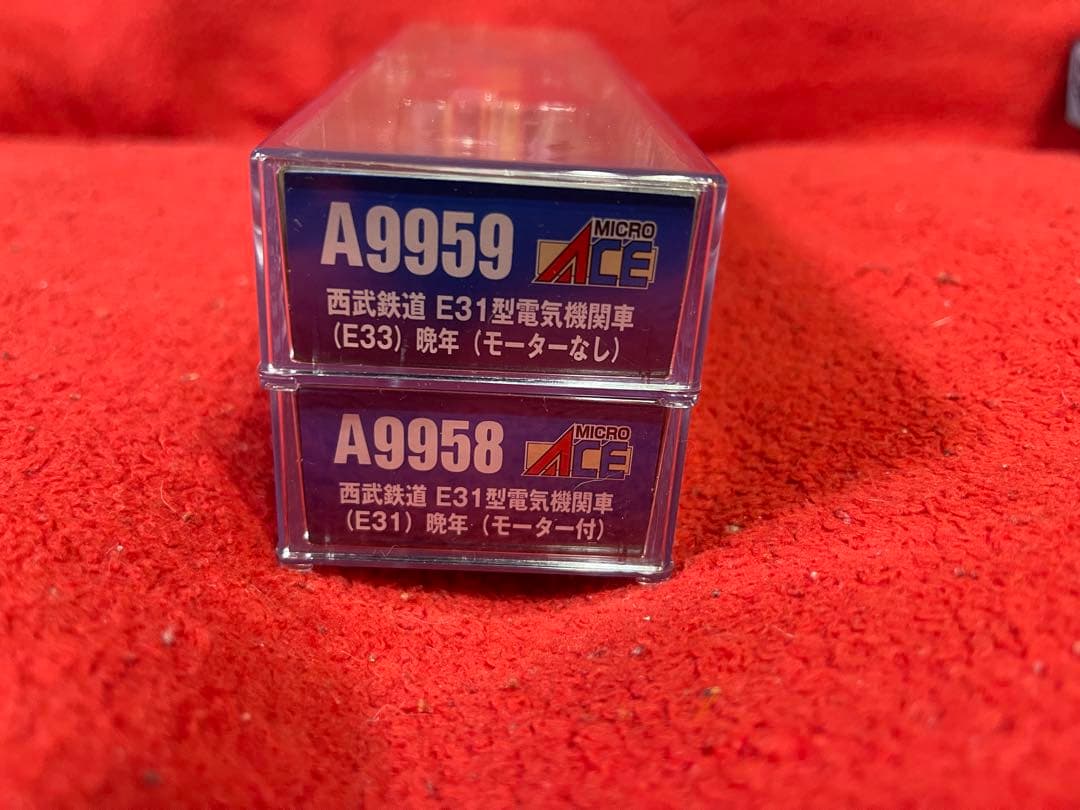 A9959 MICRO ACE
西武鉄道 E31型電気機関車
(E33) 晩年 (モーターなし)
A9958 MICRO ACE
西武鉄道 E31型電気機関車
(E31) 晩年 (モーター付)